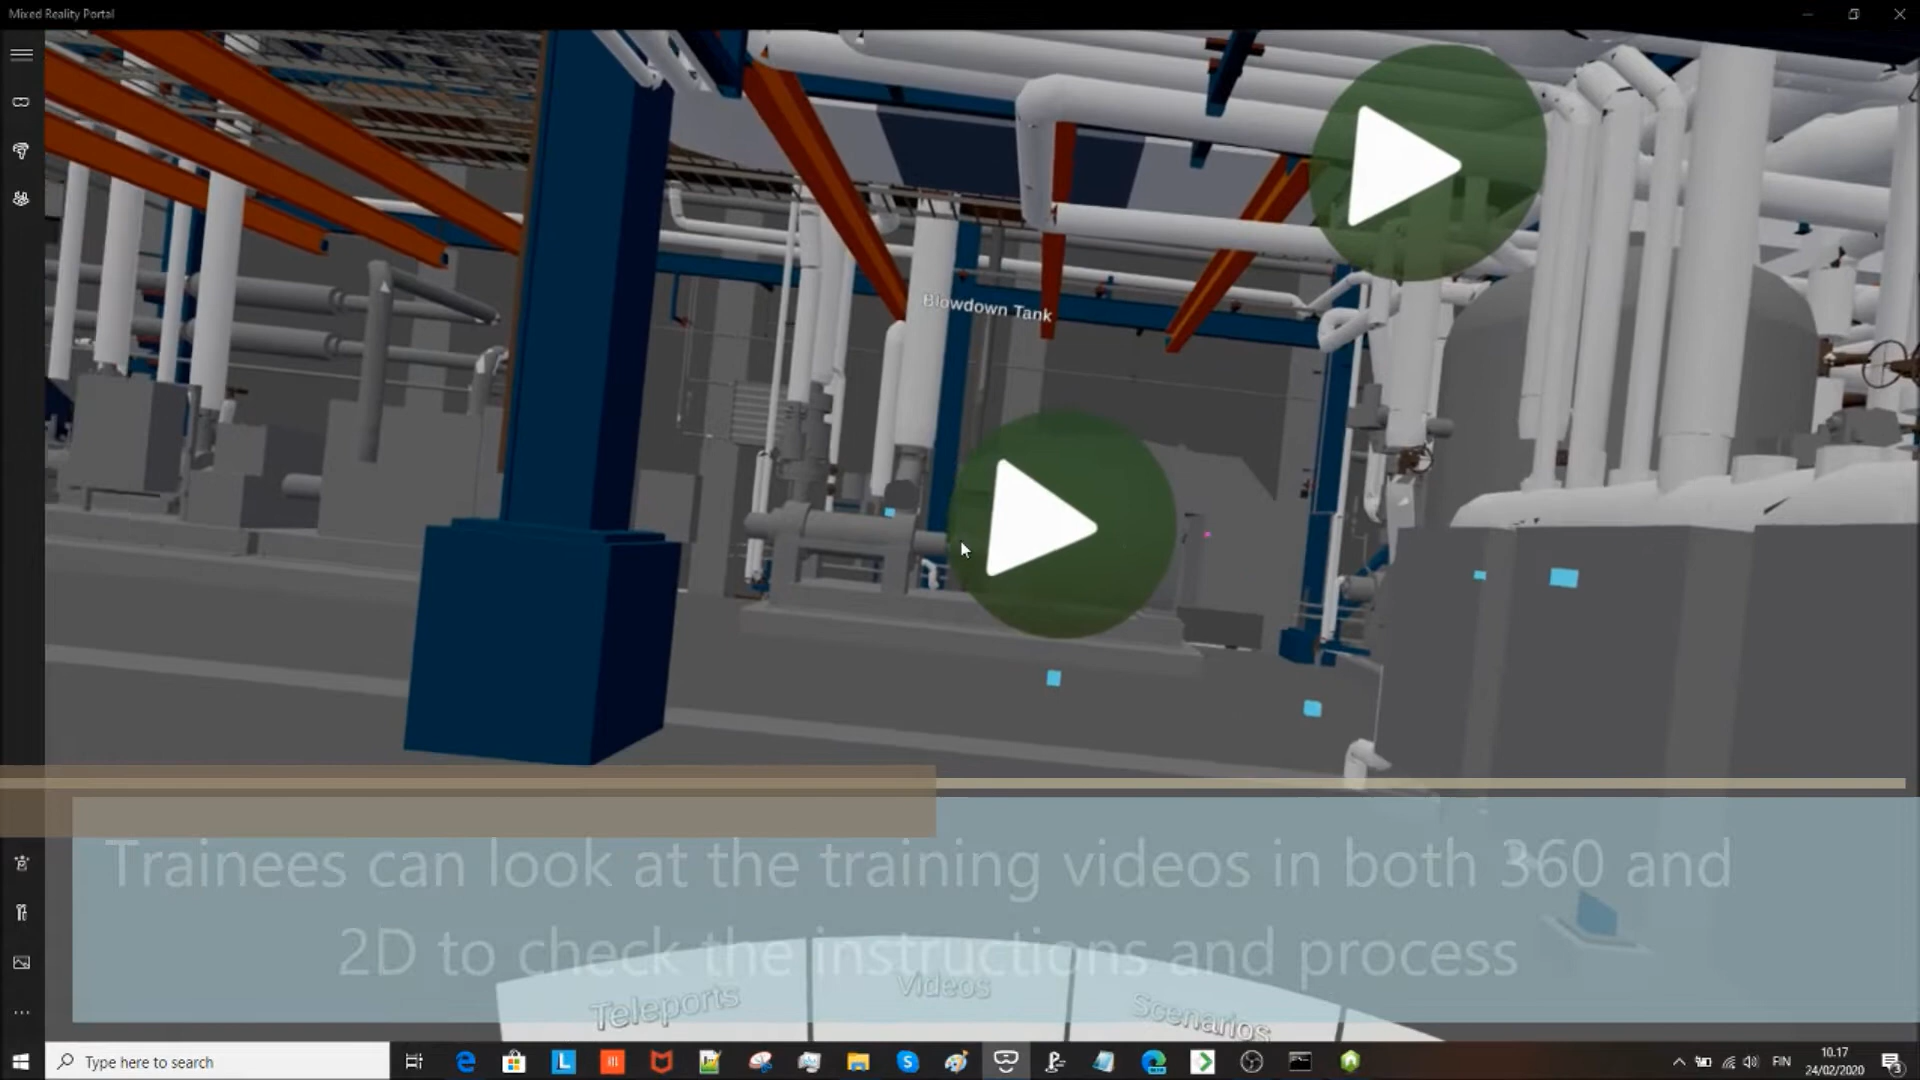 Mixed Reality Portal
Blowdown Tank
Trainees can look at the training videos in both 360 and
2D to check the instructions and process
Teleports
Videos
Scenarios
Type here to search
FIN
10.17
24/02/2020
3